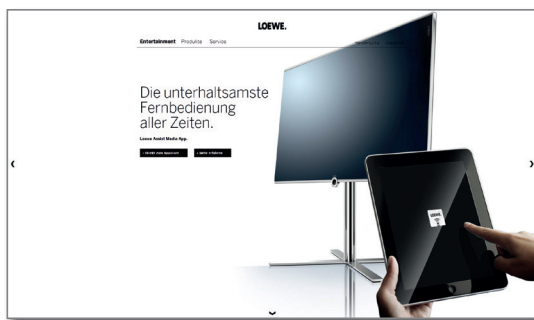 LOEWE.
Entertainment Produkte Service
Die unterhaltsamste
Fernbedienung
aller Zeiten.
Loewe Assist Media App.
LOEWE.